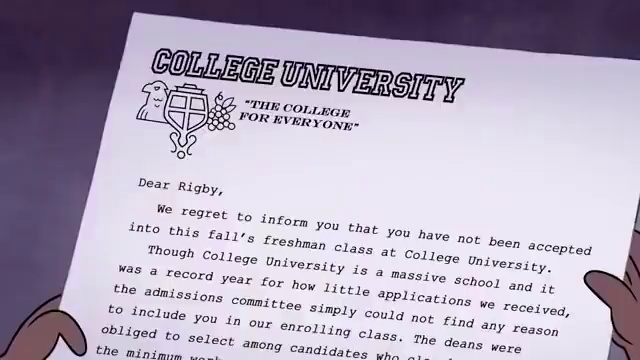 COLLEGE UNIVERSITY
"THE COLLEGE
FOR EVERYONE"
Dear Rigby,
We regret to inform you that you have not been accepted
into this fall's freshman class at College University.
Though College University is a massive school and it
was a record year for how little applications we received,
the admissions committee simply could not find any reason
to include you in our enrolling class. The deans were
obliged to select among candidates who
the minimum